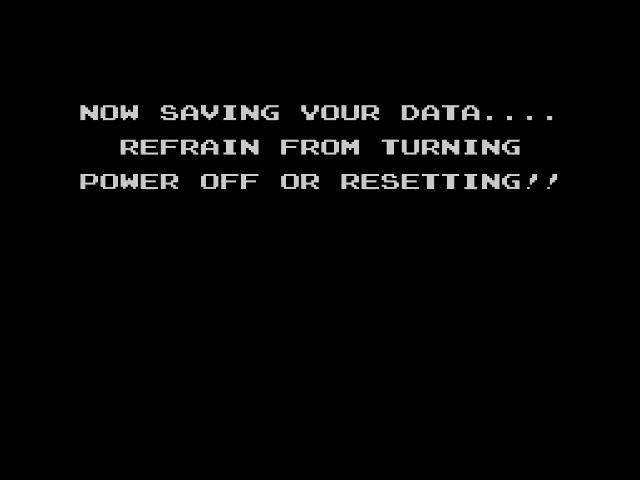 NOW SAVING YOUR DATA....
REFRAIN FROM TURNING
POWER OFF OR RESETTING!!